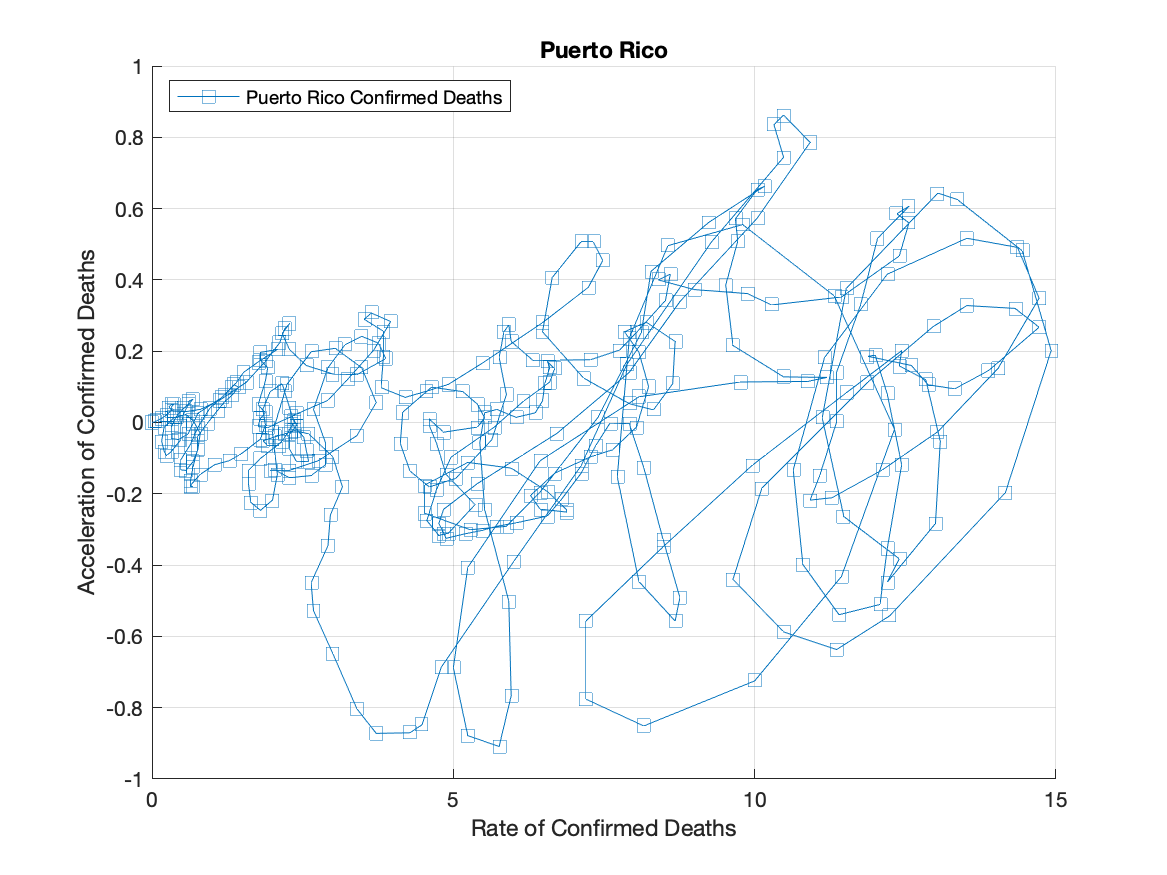 Puerto Rico
Puerto Rico Confirmed Deaths
1
0.8
0.6
0.4
0.2
0
-0.2
-0.4
-0.6
-0.8
-1
Acceleration of Confirmed Deaths
0 5 10 15
Rate of Confirmed Deaths